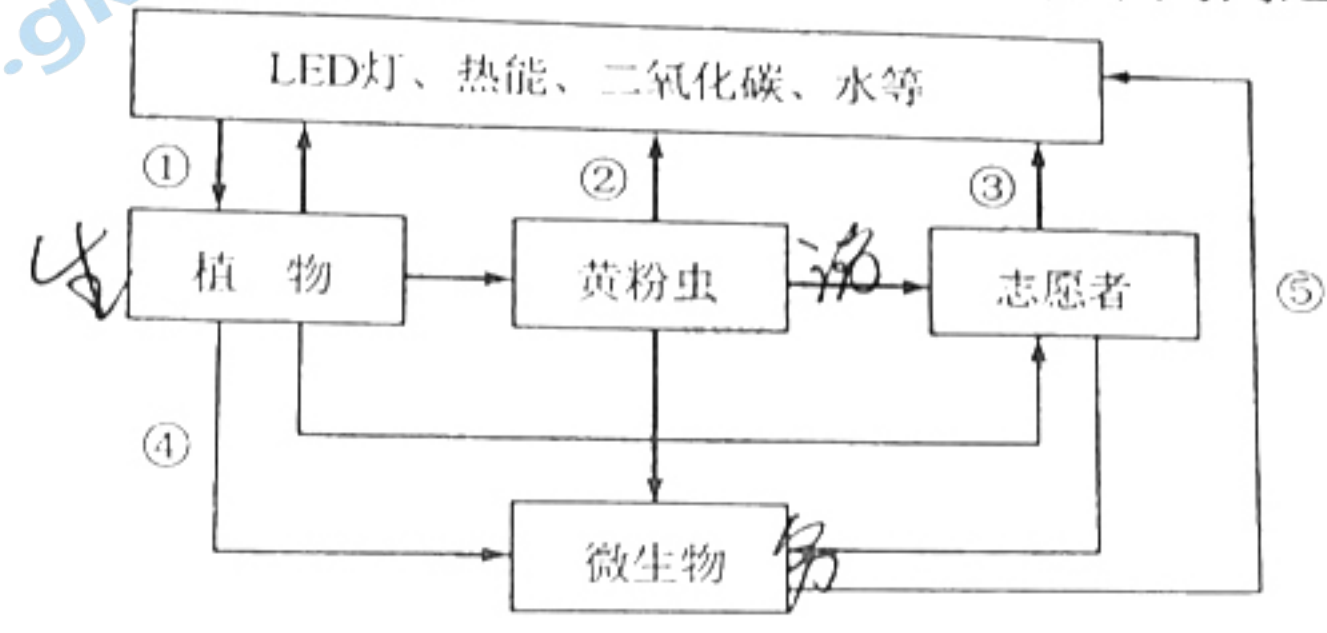 LED灯、热能、二氧化碳、水等
① ② ③
植 物 黄粉虫 志愿者 ⑤
④
微生物